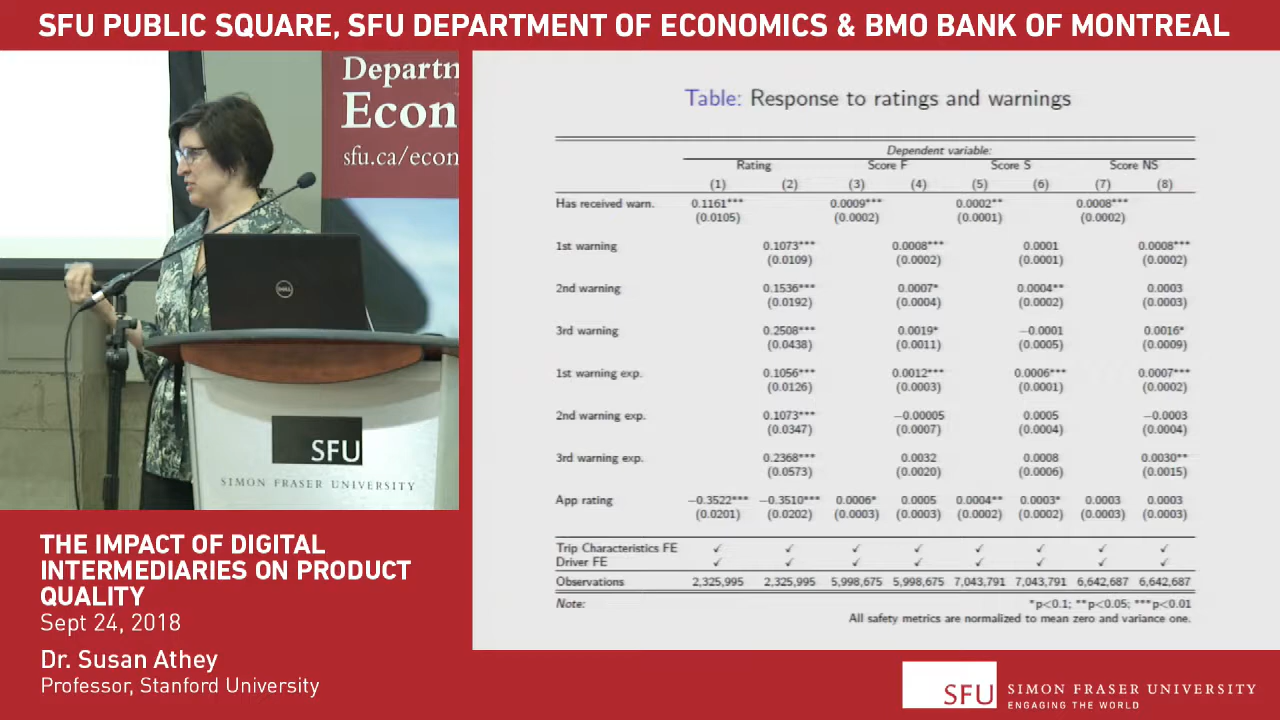 SFU PUBLIC SQUARE, SFU DEPARTMENT OF ECONOMICS & BMO BANK OF MONTREAL
Departn
Econ
sfu.ca/econ
DELL
SFU
SIMON FRASER UNIVERSITY
Table: Response to ratings and warnings
Dependent variable:
Rating Score F Score S Score NS
(1) (2) (3) (4) (5) (6) (7) (8)
Has received warn. 0.1161*** 0.0009*** 0.0002** 0.0008***
(0.0105) (0.0002) (0.0001) (0.0002)
1st warning 0.1073*** 0.0008*** 0.0001 0.0008***
(0.0109) (0.0002) (0.0001) (0.0002)
2nd warning 0.1536*** 0.0007* 0.0004** 0.0003
(0.0192) (0.0004) (0.0002) (0.0003)
3rd warning 0.2508*** 0.0019* −0.0001 0.0016*
(0.0438) (0.0011) (0.0005) (0.0009)
1st warning exp. 0.1056*** 0.0012*** 0.0006*** 0.0007***
(0.0126) (0.0003) (0.0001) (0.0002)
2nd warning exp. 0.1073*** −0.00005 0.0005 −0.0003
(0.0347) (0.0007) (0.0004) (0.0004)
3rd warning exp. 0.2368*** 0.0032 0.0008 0.0030**
(0.0573) (0.0020) (0.0006) (0.0015)
App rating −0.3522*** −0.3510*** 0.0006* 0.0005 0.0004** 0.0003* 0.0003 0.0003
(0.0201) (0.0202) (0.0003) (0.0003) (0.0002) (0.0002) (0.0003) (0.0003)
Trip Characteristics FE ✓ ✓ ✓ ✓ ✓ ✓ ✓ ✓
Driver FE ✓ ✓ ✓ ✓ ✓ ✓ ✓ ✓
Observations 2,325,995 2,325,995 5,998,675 5,998,675 7,043,791 7,043,791 6,642,687 6,642,687
Note: *p<0.1; **p<0.05; ***p<0.01
All safety metrics are normalized to mean zero and variance one.
THE IMPACT OF DIGITAL
INTERMEDIARIES ON PRODUCT
QUALITY
Sept 24, 2018
Dr. Susan Athey
Professor, Stanford University
SFU SIMON FRASER UNIVERSITY
ENGAGING THE WORLD